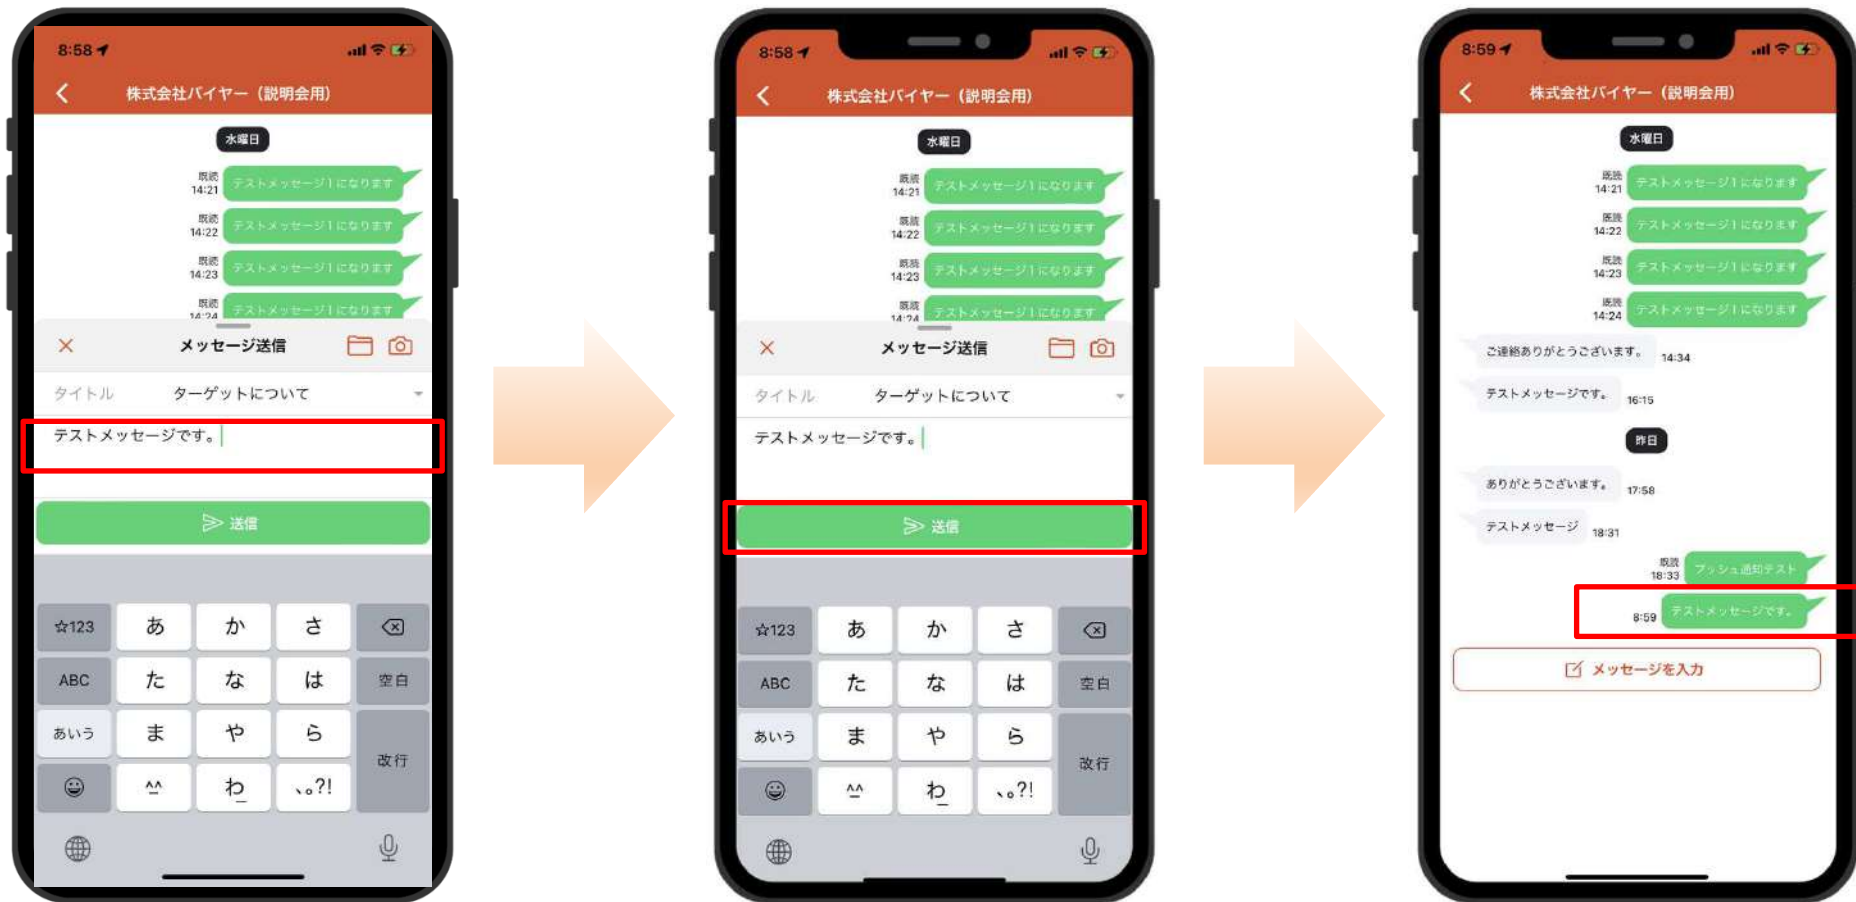 8:58
株式会社バイヤー（説明会用）
水曜日
既読
14:21
テストメッセージ1になります
既読
14:22
テストメッセージ1になります
既読
14:23
テストメッセージ1になります
既読
14:24
テストメッセージ1になります
メッセージ送信
タイトル ターゲットについて
テストメッセージです。
送信
☆123 あ か さ
ABC た な は 空白
あいう ま や ら
改行
^^ わ 、。?!
8:58
株式会社バイヤー（説明会用）
水曜日
既読
14:21
テストメッセージ1になります
既読
14:22
テストメッセージ1になります
既読
14:23
テストメッセージ1になります
既読
14:24
テストメッセージ1になります
メッセージ送信
タイトル ターゲットについて
テストメッセージです。
送信
☆123 あ か さ
ABC た な は 空白
あいう ま や ら
改行
^^ わ 、。?!
8:59
株式会社バイヤー（説明会用）
水曜日
既読
14:21
テストメッセージ1になります
既読
14:22
テストメッセージ1になります
既読
14:23
テストメッセージ1になります
既読
14:24
テストメッセージ1になります
ご連絡ありがとうございます。 14:34
テストメッセージです。 16:15
昨日
ありがとうございます。 17:58
テストメッセージ 18:31
既読
18:33
プッシュ通知テスト
8:59 テストメッセージです。
メッセージを入力